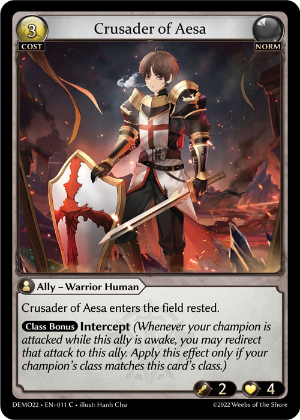 3
Crusader of Aesa
COST
NORM
Ally – Warrior Human
Crusader of Aesa enters the field rested.
Class Bonus Intercept (Whenever your champion is
attacked while this ally is awake, you may redirect
that attack to this ally. Apply this effect only if your
champion's class matches this card's class.)
2
4
DEMO22 - EN-011 C • illust: Hanh Chu
©2022 Weebs of the Shore